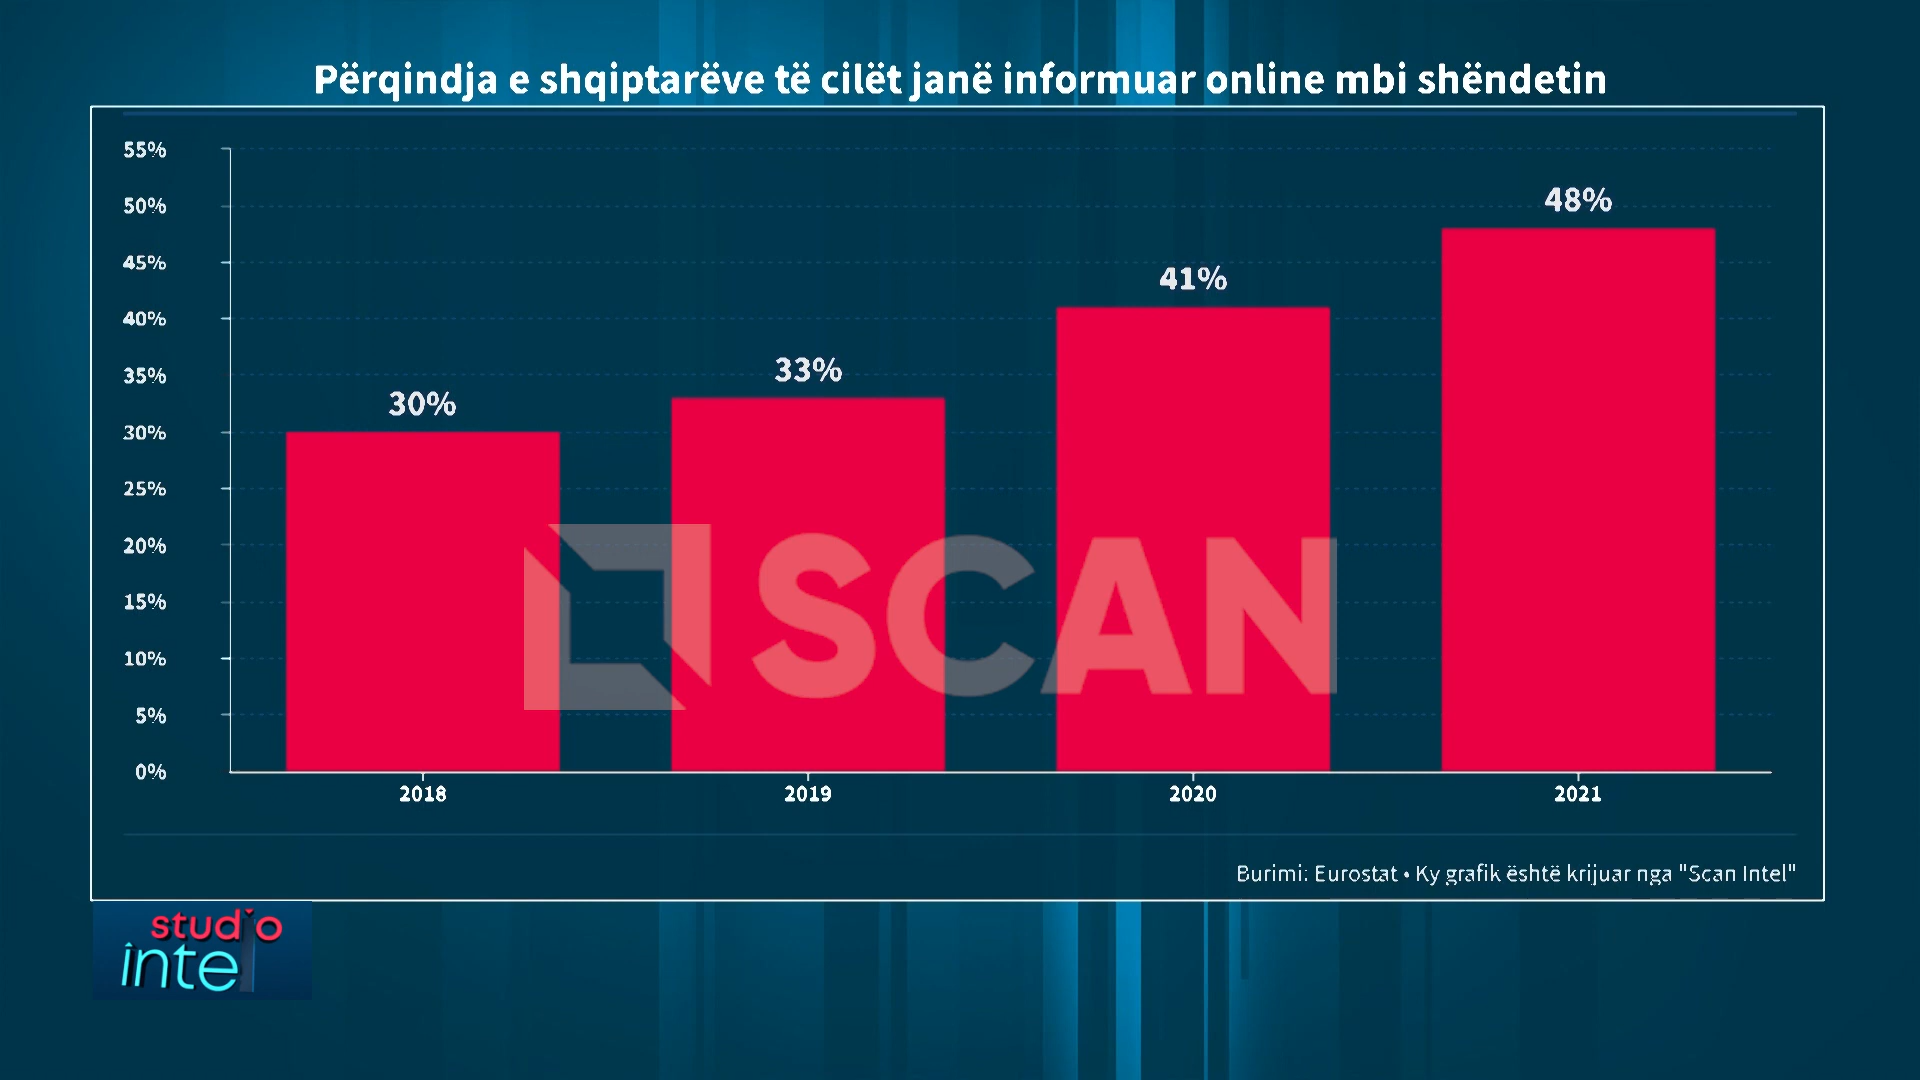 Përqindja e shqiptarëve të cilët janë informuar online mbi shëndetin
55%
50%
45%
40%
35%
30%
25%
20%
15%
10%
5%
0%
30%
33%
41%
48%
SCAN
2018 2019 2020 2021
Burimi: Eurostat • Ky grafik është krijuar nga "Scan Intel"
studio
intel